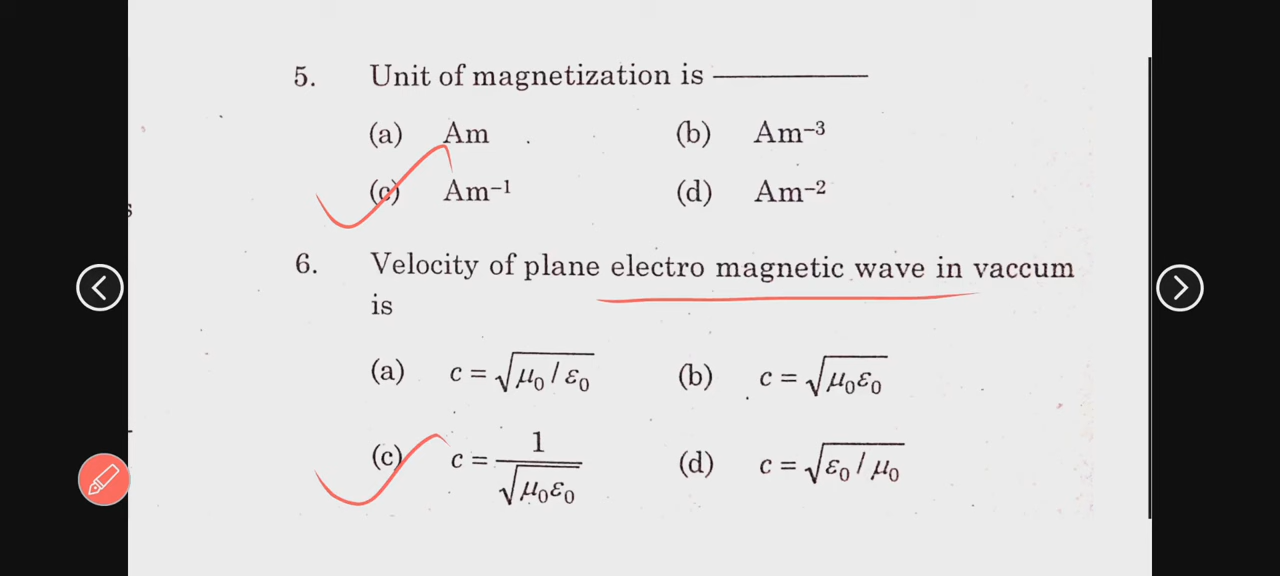 5. Unit of magnetization is ________
(a) Am (b) Am⁻³
(c) Am⁻¹ (d) Am⁻²
6. Velocity of plane electro magnetic wave in vaccum
is
(a) c = √μ₀ / ε₀ (b) c = √μ₀ε₀
(c) c = 1/√μ₀ε₀ (d) c = √ε₀ / μ₀